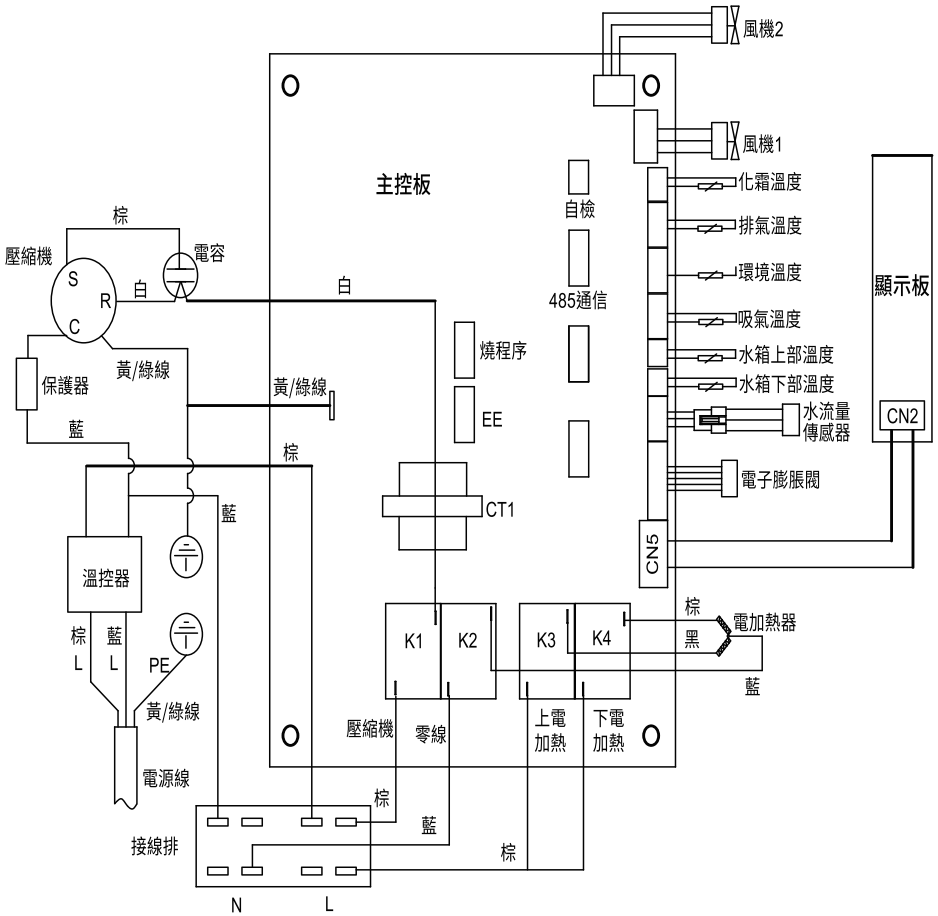 風機2
風機1
主控板
自檢
化霜溫度
棕
排氣溫度
壓縮機
電容
S
環境溫度
顯示板
R
白
白
485通信
C
吸氣溫度
燒程序
水箱上部溫度
黃/綠線
保護器
黃/綠線
水箱下部溫度
EE
水流量
傳感器
CN2
藍
棕
電子膨脹閥
藍
CT1
CN5
溫控器
棕
藍
K1
K2
K3
K4
棕
電加熱器
黑
L
L
PE
藍
黃/綠線
壓縮機
零線
上電
加熱
下電
加熱
電源線
棕
藍
接線排
棕
N
L